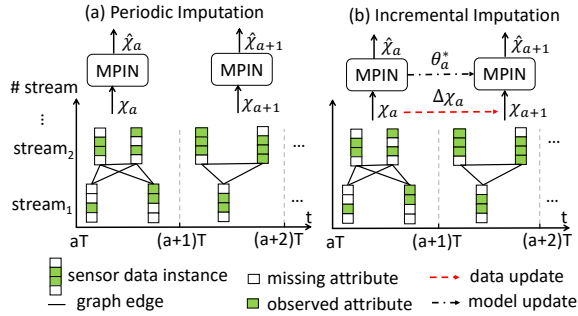 (a) Periodic Imputation
(b) Incremental Imputation
χ̂ₐ χ̂ₐ₊₁ χ̂ₐ χ̂ₐ₊₁
MPIN MPIN MPIN θₐ* MPIN
# stream
χₐ χₐ₊₁ χₐ Δχₐ χₐ₊₁
⋮
stream₂ ... ...
stream₁ ... ...
t t
aT (a+1)T (a+2)T aT (a+1)T (a+2)T
sensor data instance missing attribute data update
graph edge observed attribute model update